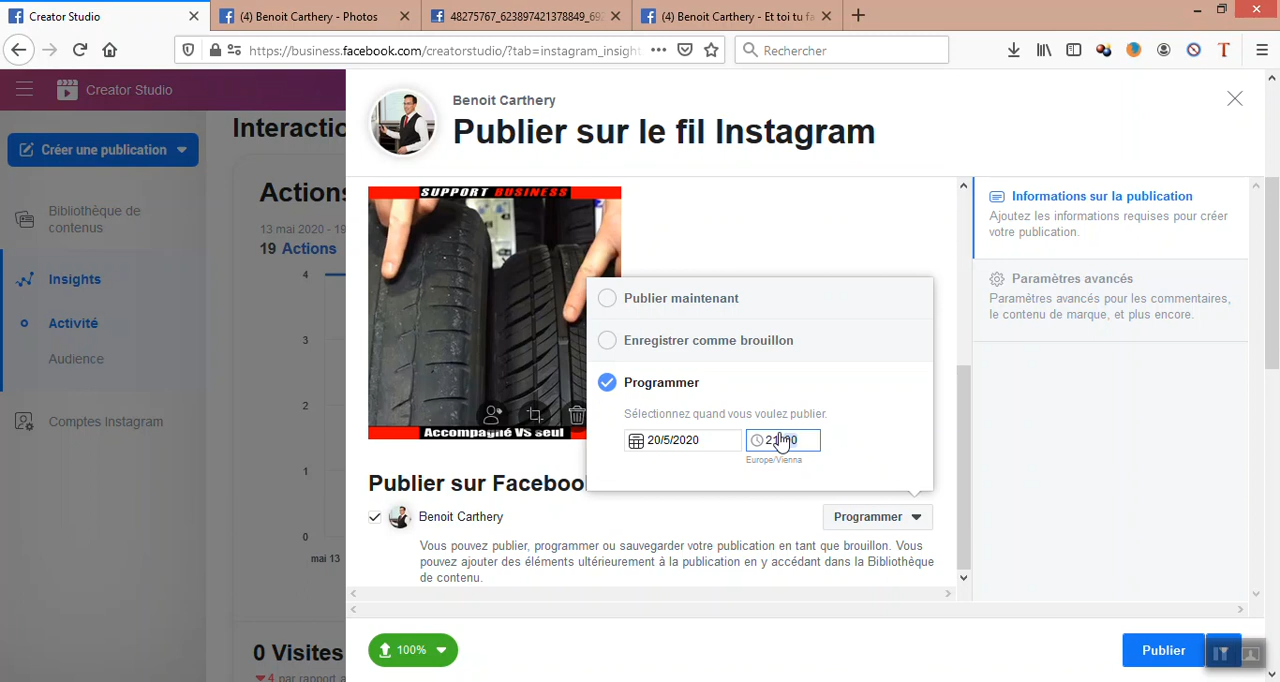 Creator Studio
(4) Benoit Carthery - Photos
48275767_623897421378849_69
(4) Benoit Carthery - Et toi tu fa
https://business.facebook.com/creatorstudio/?tab=instagram_insight
Rechercher
Creator Studio
Créer une publication
Bibliothèque de
contenus
Insights
Activité
Audience
Comptes Instagram
Interactio
Actions
13 mai 2020 - 19
19 Actions
4
3
2
1
0
mai 13
0 Visites
4 par rapport a
Benoit Carthery
Publier sur le fil Instagram
SUPPORT BUSINESS
Accompagné VS seul
Publier maintenant
Enregistrer comme brouillon
Programmer
Sélectionnez quand vous voulez publier.
20/5/2020
Europe/Vienna
Publier sur Faceboo
Benoit Carthery
Programmer
Vous pouvez publier, programmer ou sauvegarder votre publication en tant que brouillon. Vous
pouvez ajouter des éléments ultérieurement à la publication en y accédant dans la Bibliothèque
de contenu.
Informations sur la publication
Ajoutez les informations requises pour créer
votre publication.
Paramètres avancés
Paramètres avancés pour les commentaires,
le contenu de marque, et plus encore.
100%
Publier